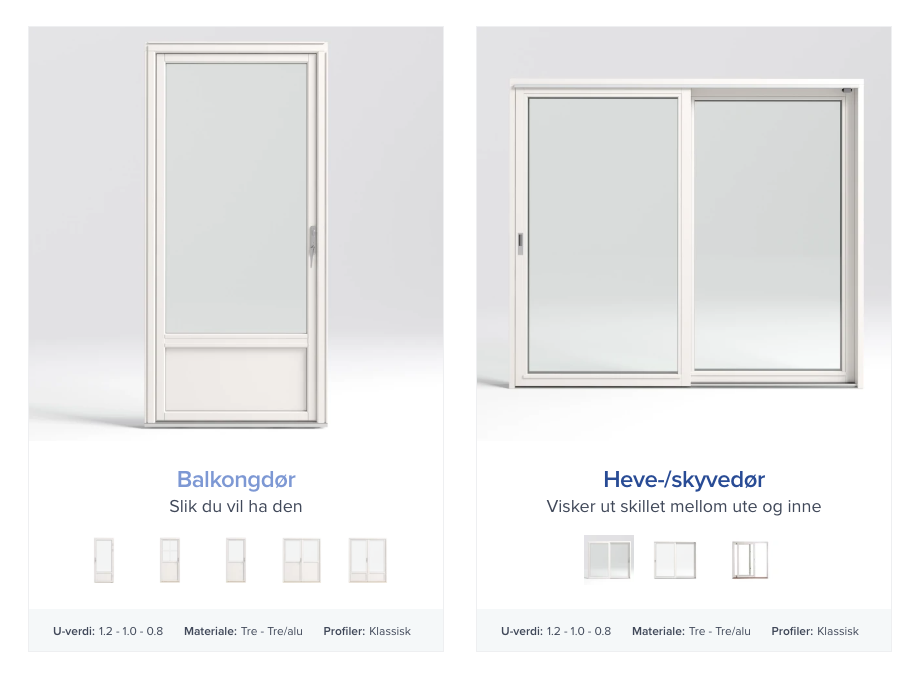 Balkongdør
Slik du vil ha den
U-verdi: 1.2 - 1.0 - 0.8 Materiale: Tre - Tre/alu Profiler: Klassisk
Heve-/skyvedør
Visker ut skillet mellom ute og inne
U-verdi: 1.2 - 1.0 - 0.8 Materiale: Tre - Tre/alu Profiler: Klassisk